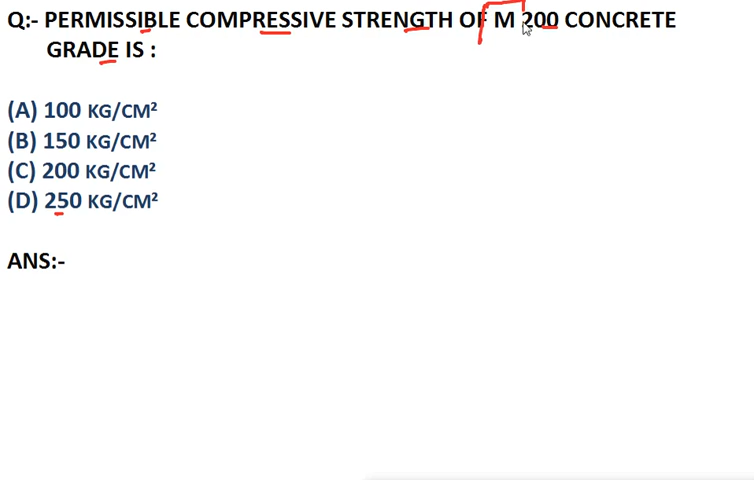 Q:- PERMISSIBLE COMPRESSIVE STRENGTH OF M 200 CONCRETE
GRADE IS :
(A) 100 KG/CM²
(B) 150 KG/CM²
(C) 200 KG/CM²
(D) 250 KG/CM²
ANS:-